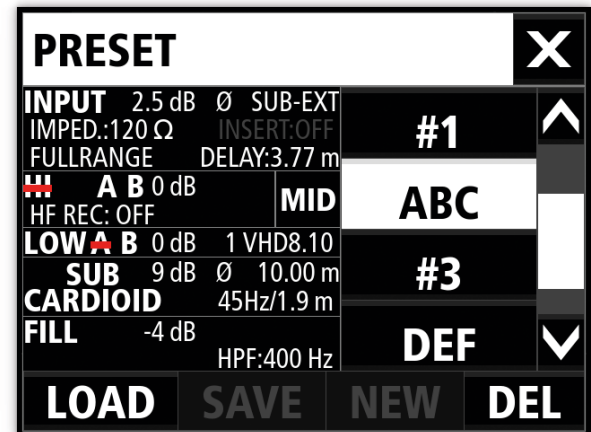 PRESET X
INPUT 2.5 dB Ø SUB-EXT
IMPED.:120 Ω INSERT:OFF
FULLRANGE DELAY:3.77 m
HI A B 0 dB MID
HF REC: OFF
LOW A B 0 dB 1 VHD8.10
SUB 9 dB Ø 10.00 m
CARDIOID 45Hz/1.9 m
FILL -4 dB
HPF:400 Hz
#1
ABC
#3
DEF
LOAD SAVE NEW DEL